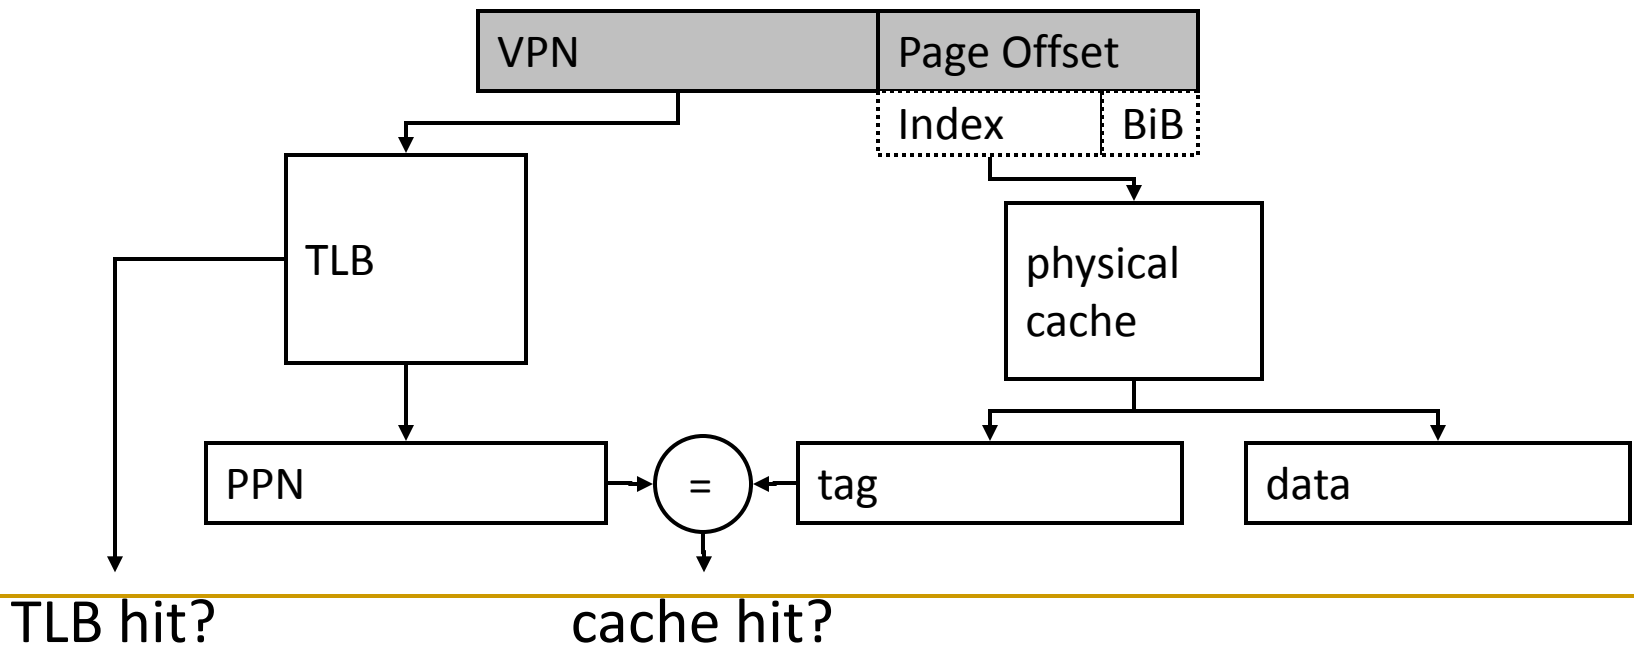 VPN
Page Offset
Index
BiB
TLB
physical
cache
PPN
=
tag
data
TLB hit?
cache hit?